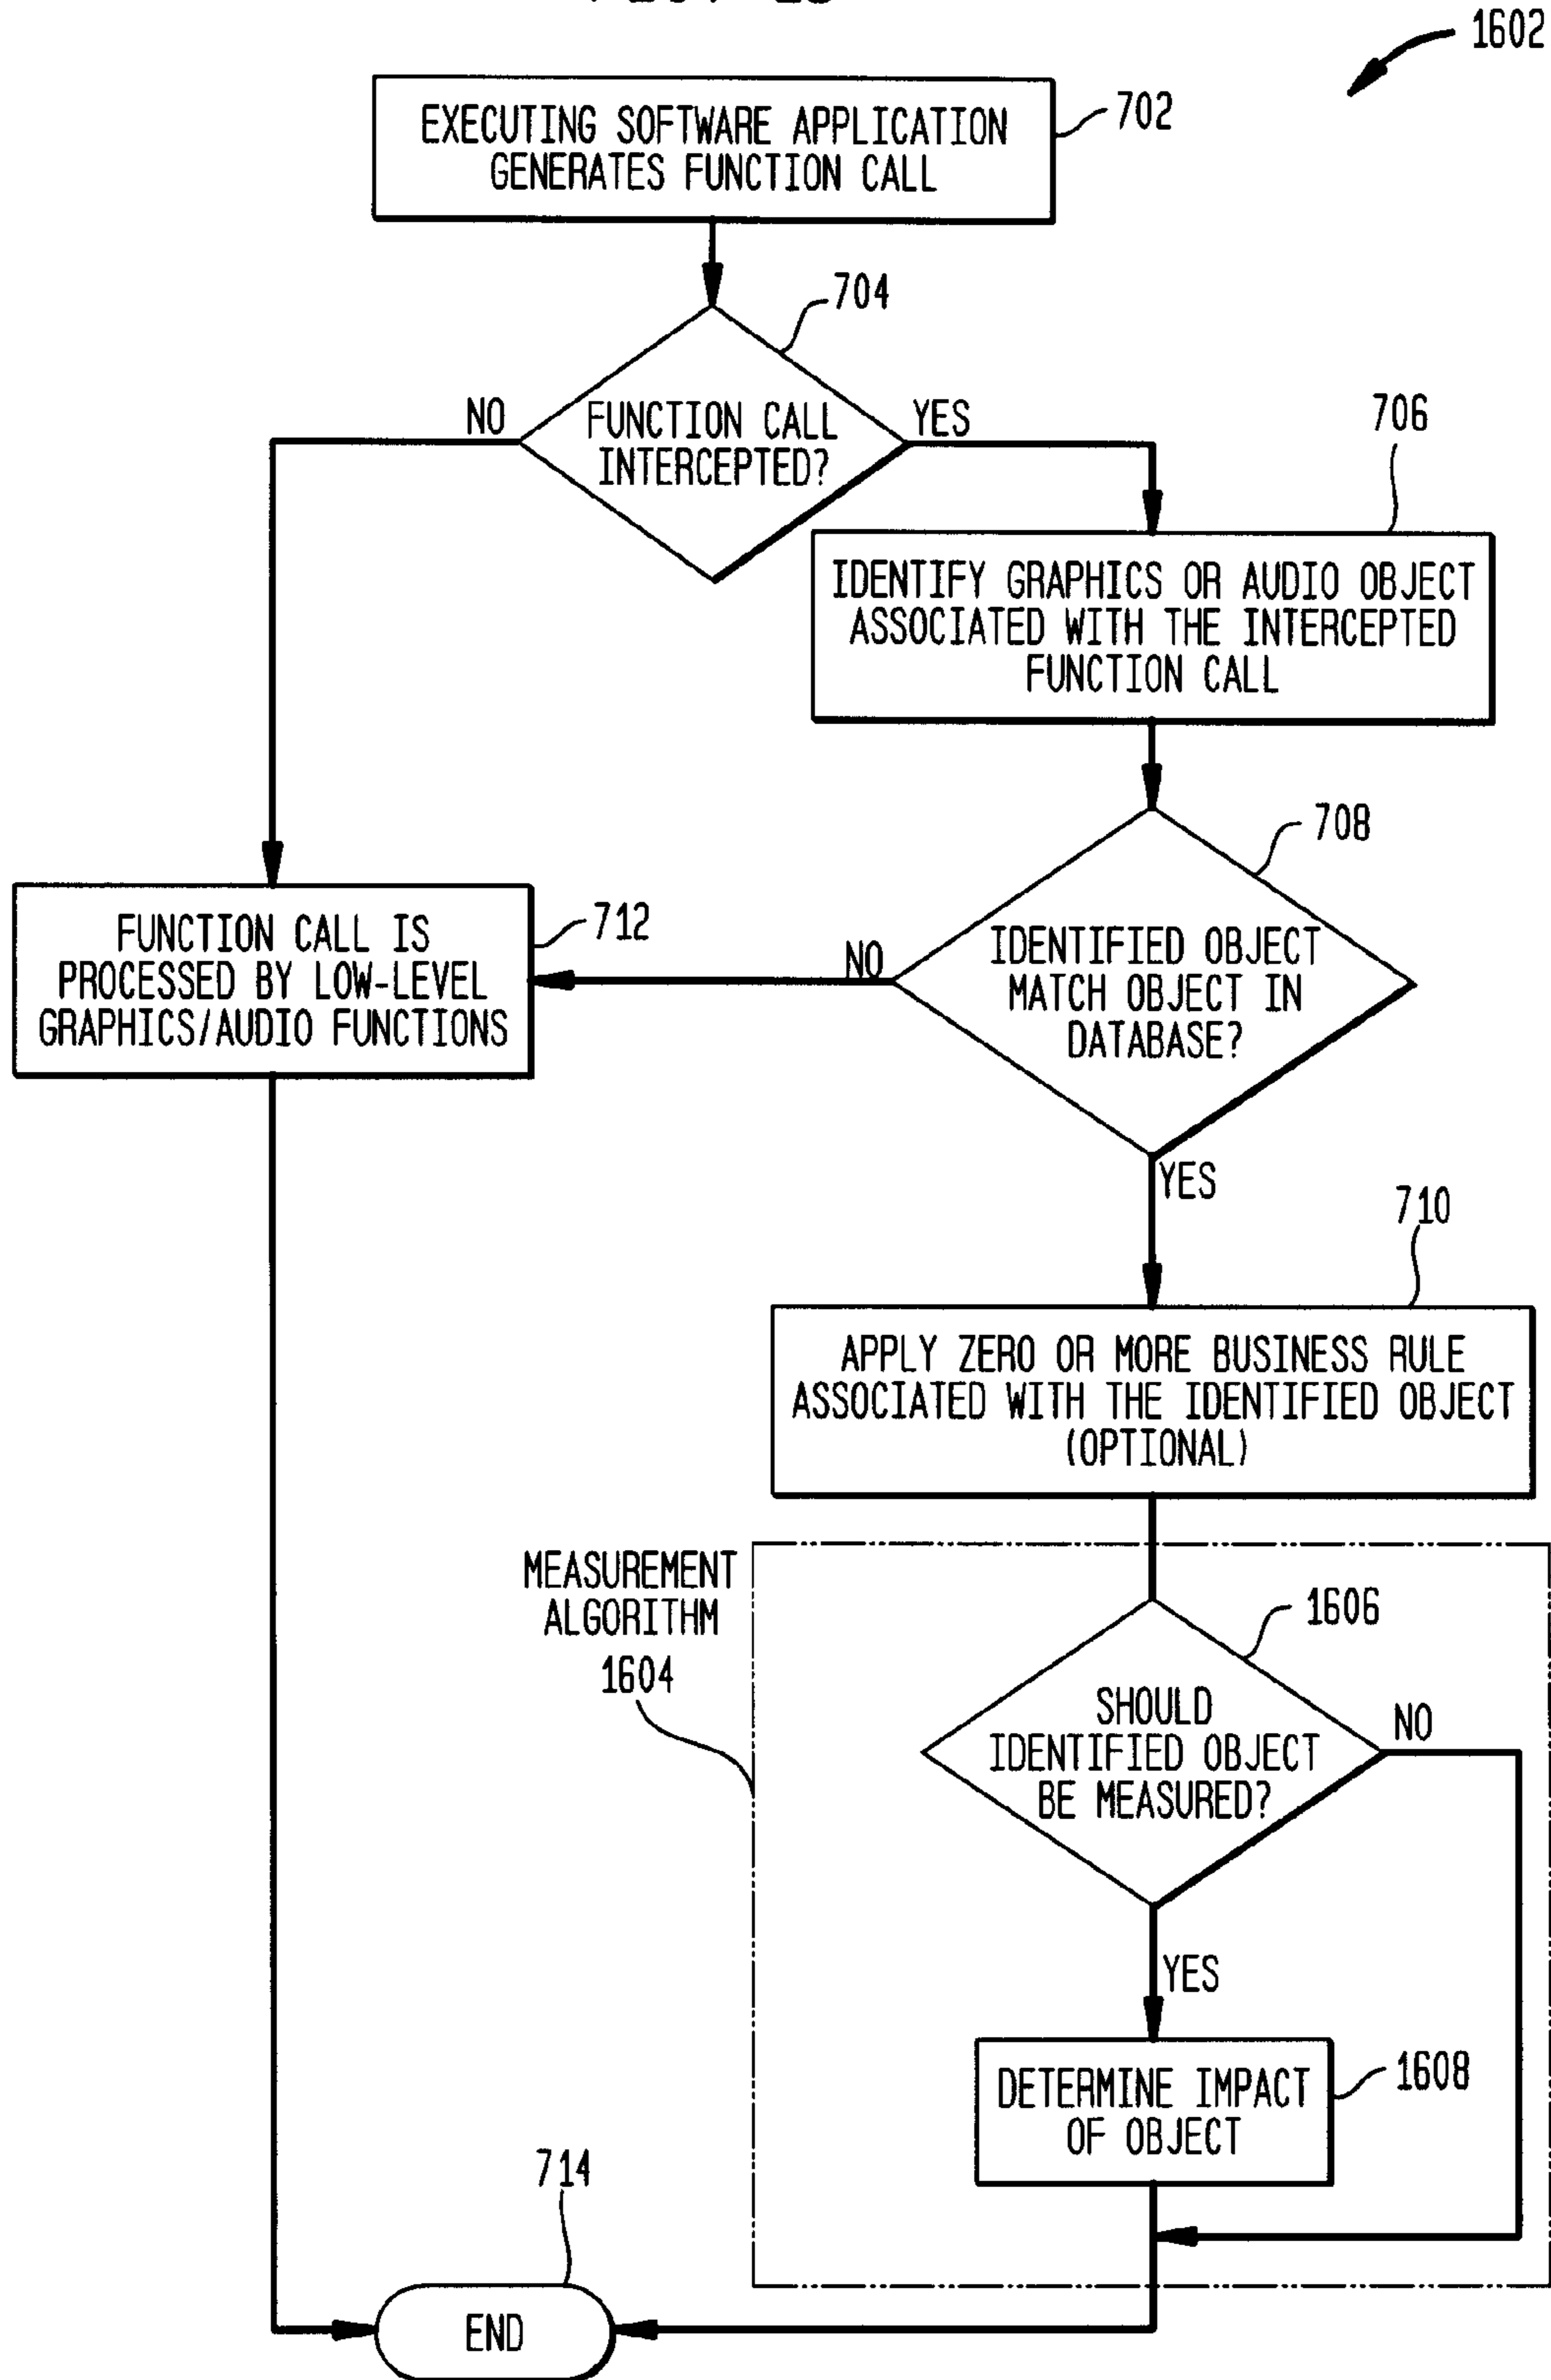 1602
EXECUTING SOFTWARE APPLICATION
GENERATES FUNCTION CALL
702
704
NO
FUNCTION CALL
INTERCEPTED?
YES
706
IDENTIFY GRAPHICS OR AUDIO OBJECT
ASSOCIATED WITH THE INTERCEPTED
FUNCTION CALL
708
FUNCTION CALL IS
PROCESSED BY LOW-LEVEL
GRAPHICS/AUDIO FUNCTIONS
712
NO
IDENTIFIED OBJECT
MATCH OBJECT IN
DATABASE?
YES
710
APPLY ZERO OR MORE BUSINESS RULE
ASSOCIATED WITH THE IDENTIFIED OBJECT
(OPTIONAL)
MEASUREMENT
ALGORITHM
1604
1606
SHOULD
IDENTIFIED OBJECT
BE MEASURED?
NO
YES
DETERMINE IMPACT
OF OBJECT
1608
714
END